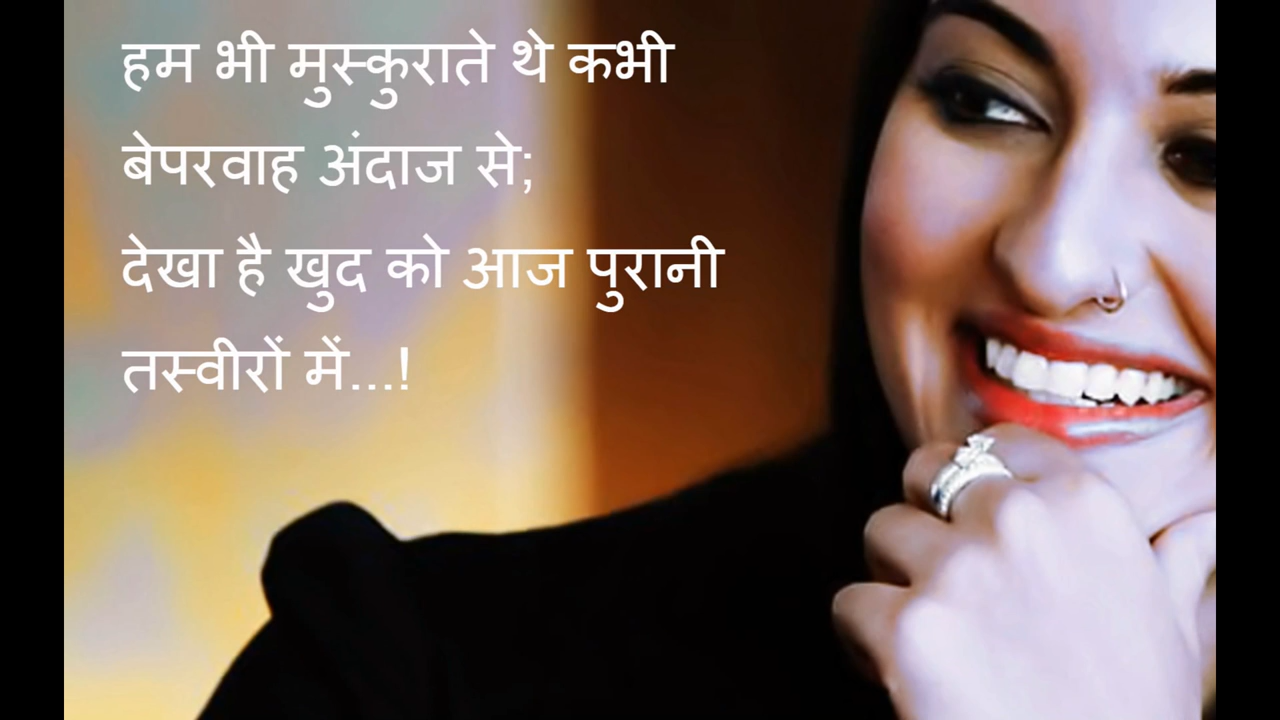 हम भी मुस्कुराते थे कभी
बेपरवाह अंदाज से;
देखा है खुद को आज पुरानी
तस्वीरों में...!